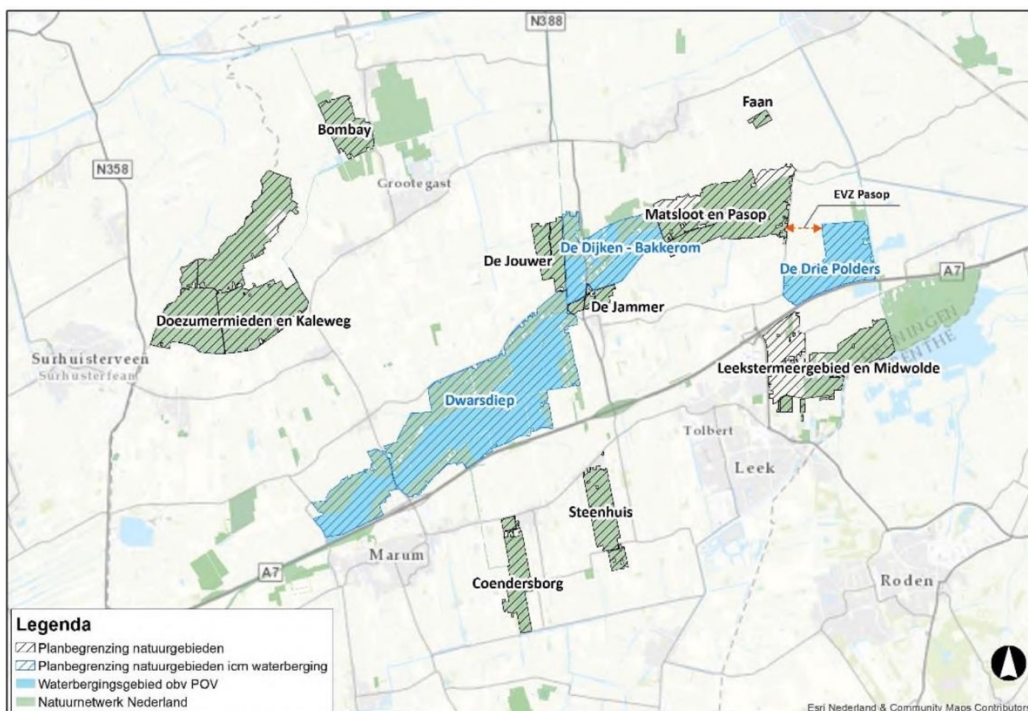 N388
Faan
Bombay
N358
Grootegast
Matsloot en Pasop
EVZ Pasop
De Dijken - Bakkerom
De Jouwer
De Drie Polders
A7
De Jammer
Doezumermieden en Kaleweg
GRONINGEN
DRENTHE
Surhuisterveen
Surhusterfean
Leekstermeergebied en Midwolde
Dwarsdiep
Tolbert
Leek
Steenhuis
Marum
A7
Coendersborg
Roden
Legenda
Planbegrenzing natuurgebieden
Planbegrenzing natuurgebieden icm waterberging
Waterbergingsgebied obv POV
Natuurnetwerk Nederland
Esri Nederland & Community Maps Contributors